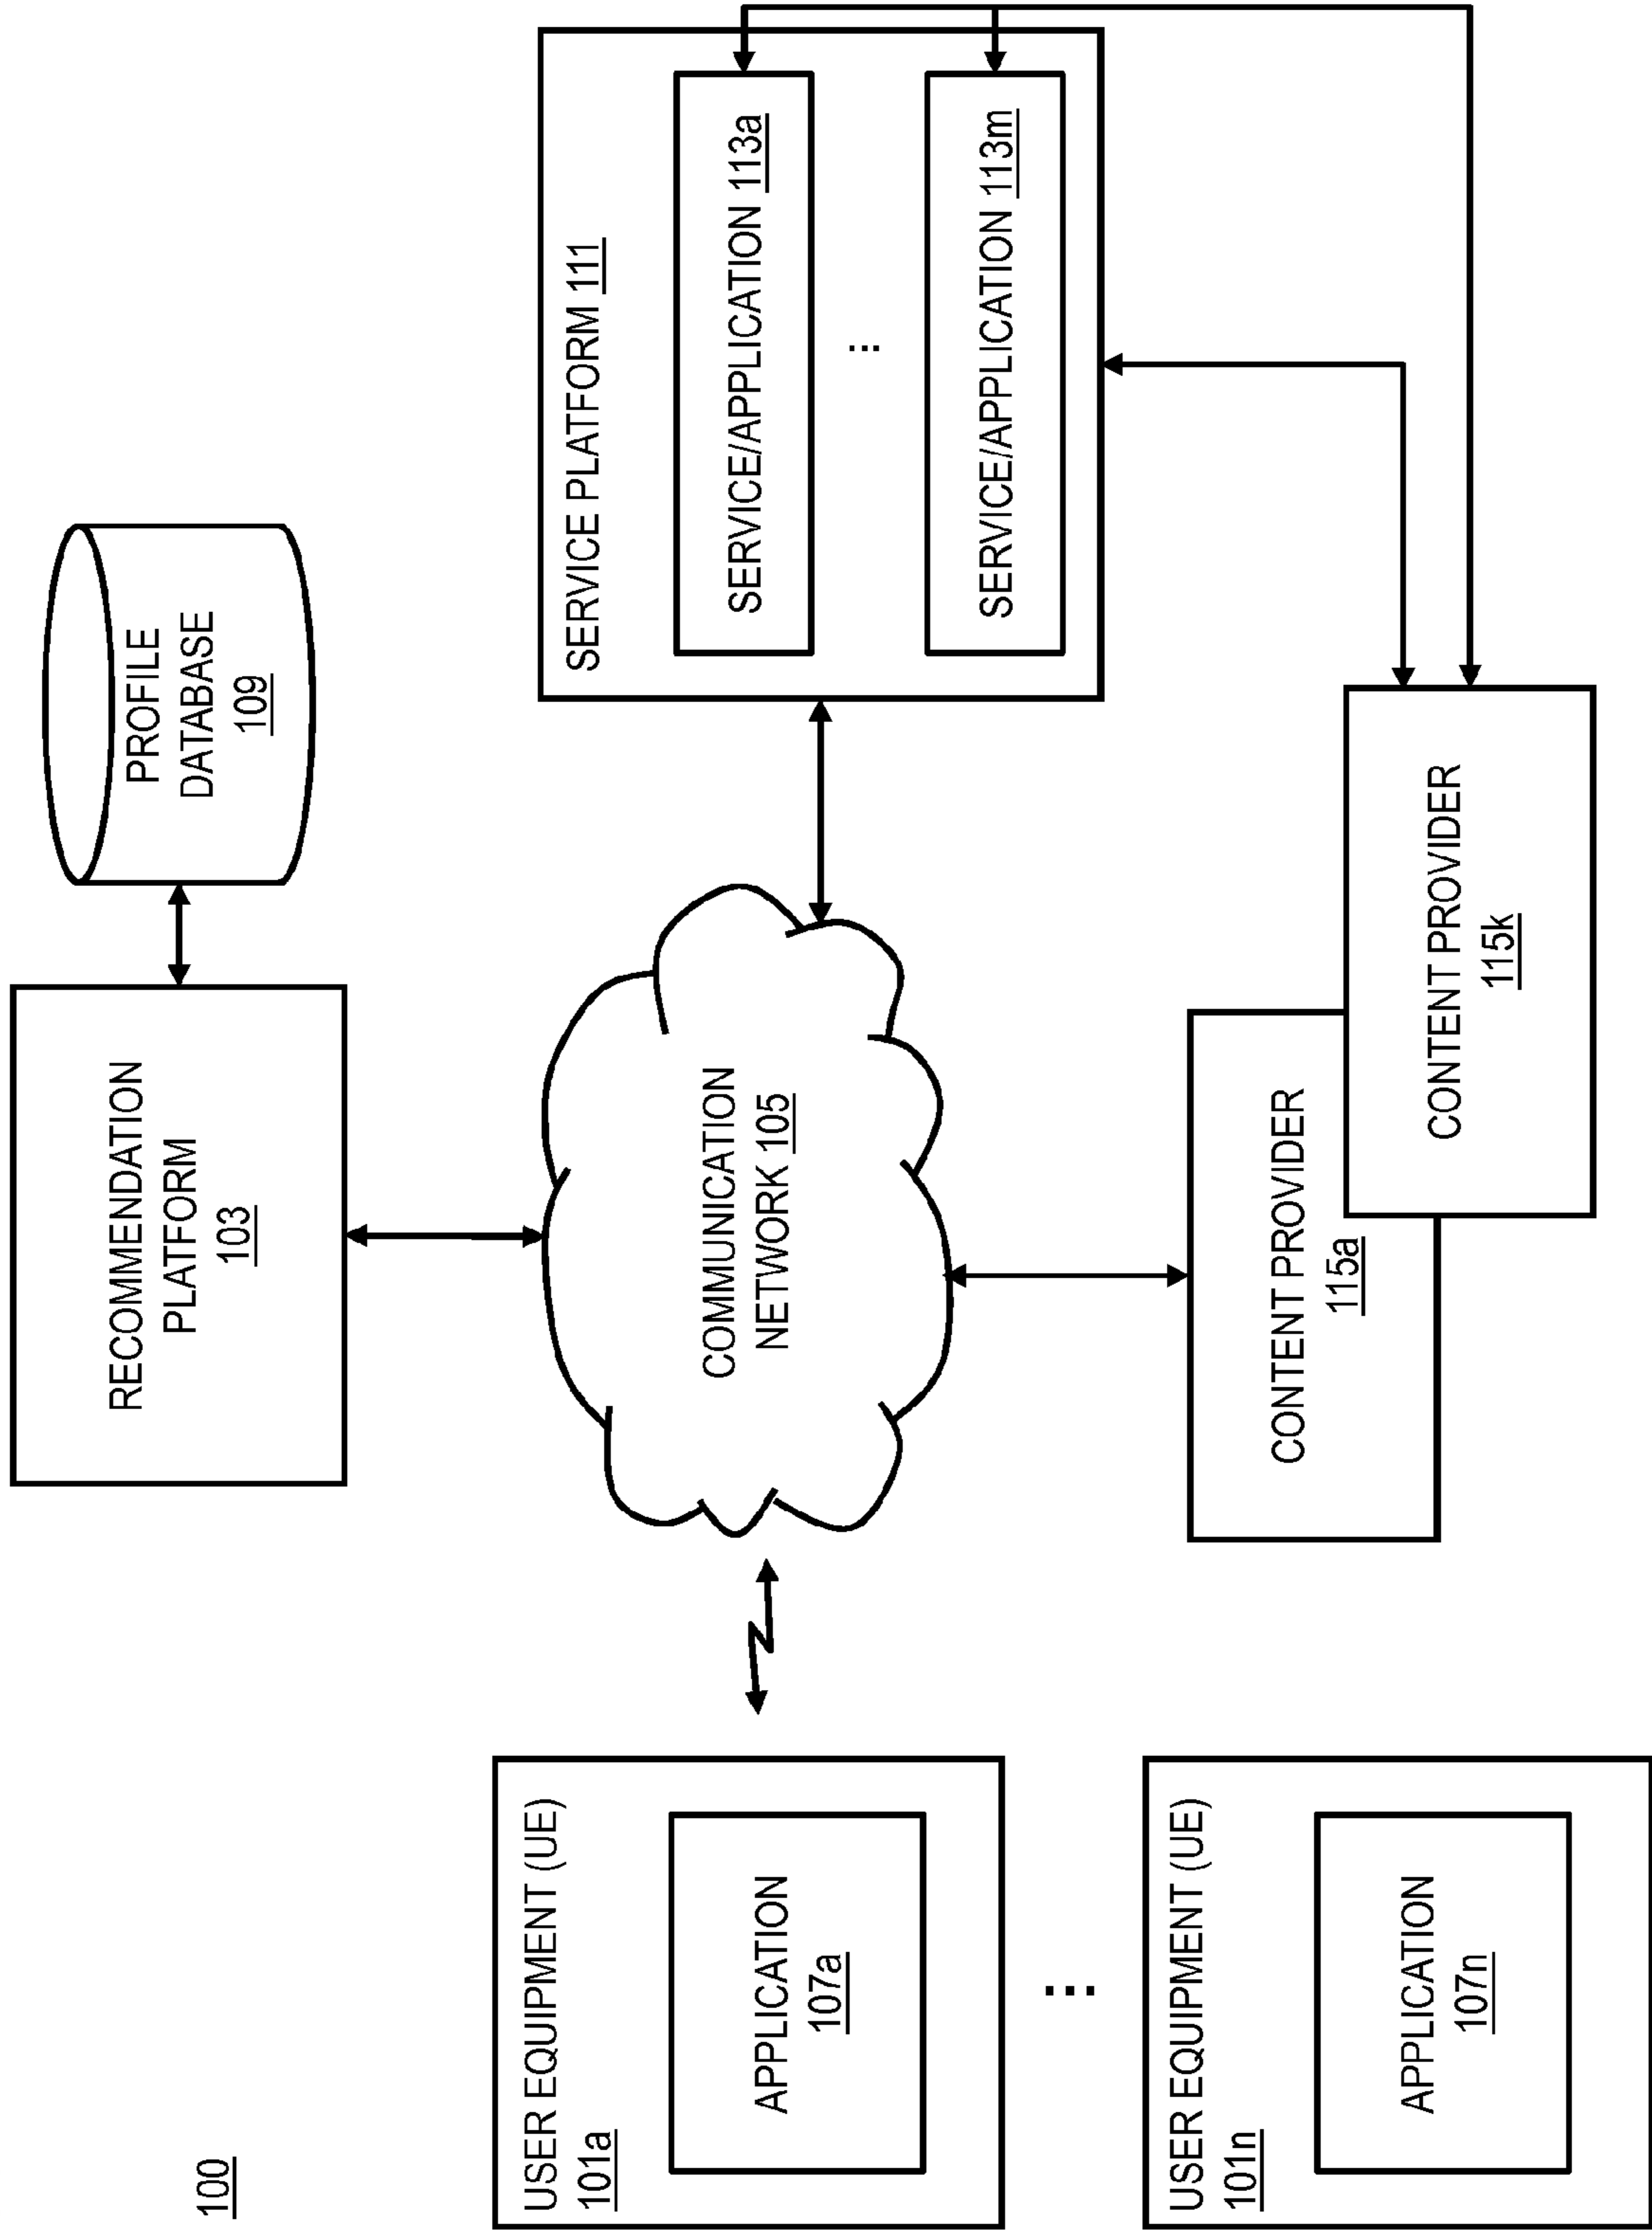 100
RECOMMENDATION
PLATFORM
103
PROFILE
DATABASE
109
USER EQUIPMENT (UE)
101a
APPLICATION
107a
...
USER EQUIPMENT (UE)
101n
APPLICATION
107n
COMMUNICATION
NETWORK 105
SERVICE PLATFORM 111
SERVICE/APPLICATION 113a
...
SERVICE/APPLICATION 113m
CONTENT PROVIDER
115a
CONTENT PROVIDER
115k